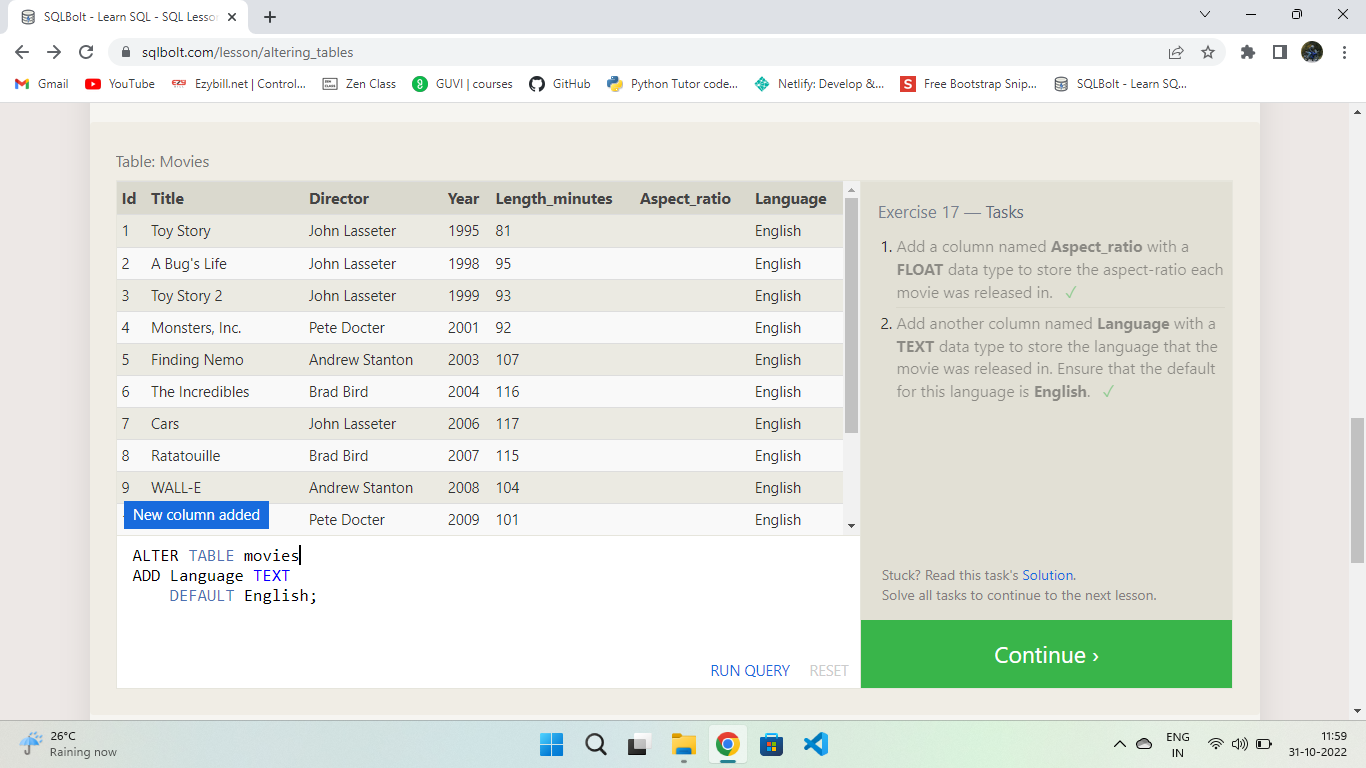 SQLBolt - Learn SQL - SQL Lesson
sqlbolt.com/lesson/altering_tables
Gmail YouTube Ezybill.net | Control... Zen Class GUVI | courses GitHub Python Tutor code... Netlify: Develop &... Free Bootstrap Snip... SQLBolt - Learn SQ...
Table: Movies
Id Title Director Year Length_minutes Aspect_ratio Language
1 Toy Story John Lasseter 1995 81 English
2 A Bug's Life John Lasseter 1998 95 English
3 Toy Story 2 John Lasseter 1999 93 English
4 Monsters, Inc. Pete Docter 2001 92 English
5 Finding Nemo Andrew Stanton 2003 107 English
6 The Incredibles Brad Bird 2004 116 English
7 Cars John Lasseter 2006 117 English
8 Ratatouille Brad Bird 2007 115 English
9 WALL-E Andrew Stanton 2008 104 English
Pete Docter 2009 101 English
New column added
ALTER TABLE movies
ADD Language TEXT
DEFAULT English;
RUN QUERY RESET
Exercise 17 — Tasks
1. Add a column named Aspect_ratio with a
FLOAT data type to store the aspect-ratio each
movie was released in. ✓
2. Add another column named Language with a
TEXT data type to store the language that the
movie was released in. Ensure that the default
for this language is English. ✓
Stuck? Read this task's Solution.
Solve all tasks to continue to the next lesson.
Continue ›
26°C
Raining now
ENG
IN
11:59
31-10-2022